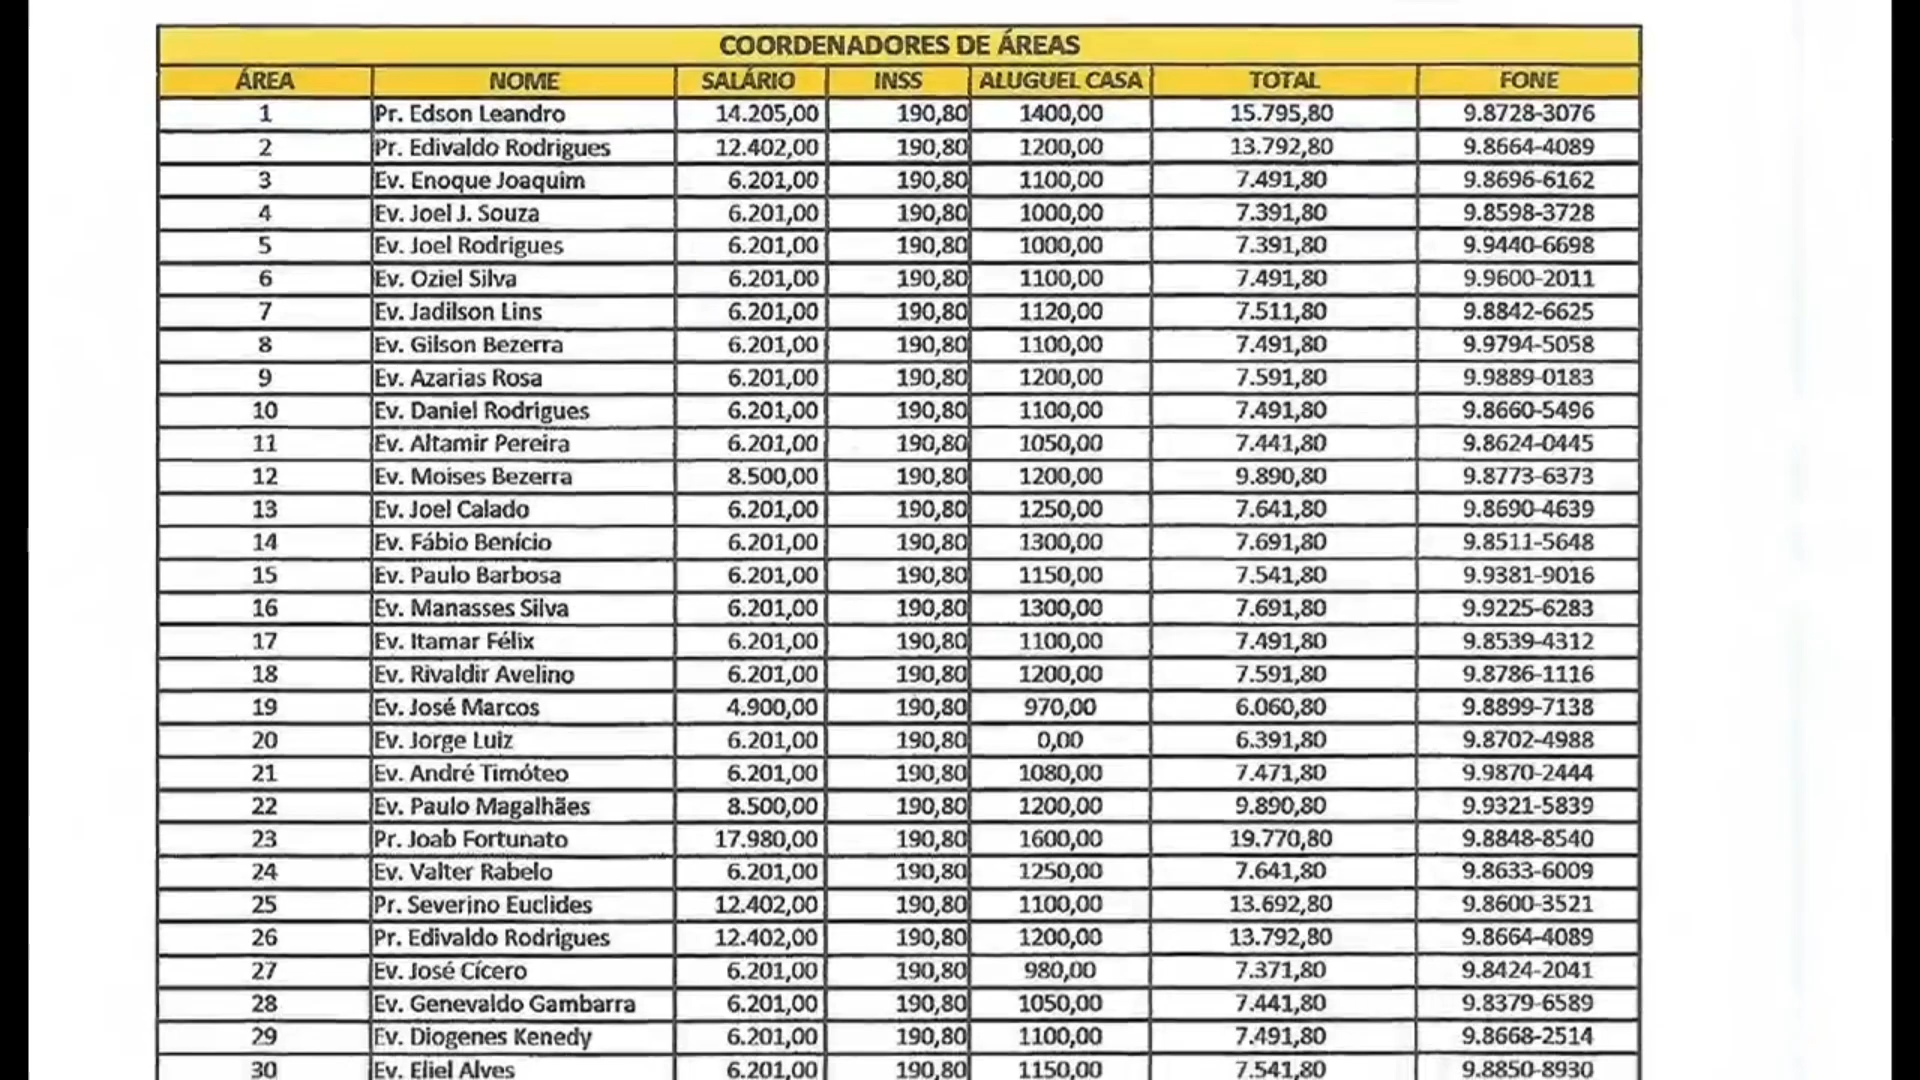 COORDENADORES DE ÁREAS
ÁREA NOME SALÁRIO INSS ALUGUEL CASA TOTAL FONE
1 Pr. Edson Leandro 14.205,00 190,80 1400,00 15.795,80 9.8728-3076
2 Pr. Edivaldo Rodrigues 12.402,00 190,80 1200,00 13.792,80 9.8664-4089
3 Ev. Enoque Joaquim 6.201,00 190,80 1100,00 7.491,80 9.8696-6162
4 Ev. Joel J. Souza 6.201,00 190,80 1000,00 7.391,80 9.8598-3728
5 Ev. Joel Rodrigues 6.201,00 190,80 1000,00 7.391,80 9.9440-6698
6 Ev. Oziel Silva 6.201,00 190,80 1100,00 7.491,80 9.9600-2011
7 Ev. Jadilson Lins 6.201,00 190,80 1120,00 7.511,80 9.8842-6625
8 Ev. Gilson Bezerra 6.201,00 190,80 1100,00 7.491,80 9.9794-5058
9 Ev. Azarias Rosa 6.201,00 190,80 1200,00 7.591,80 9.9889-0183
10 Ev. Daniel Rodrigues 6.201,00 190,80 1100,00 7.491,80 9.8660-5496
11 Ev. Altamir Pereira 6.201,00 190,80 1050,00 7.441,80 9.8624-0445
12 Ev. Moises Bezerra 8.500,00 190,80 1200,00 9.890,80 9.8773-6373
13 Ev. Joel Calado 6.201,00 190,80 1250,00 7.641,80 9.8690-4639
14 Ev. Fábio Benício 6.201,00 190,80 1300,00 7.691,80 9.8511-5648
15 Ev. Paulo Barbosa 6.201,00 190,80 1150,00 7.541,80 9.9381-9016
16 Ev. Manasses Silva 6.201,00 190,80 1300,00 7.691,80 9.9225-6283
17 Ev. Itamar Félix 6.201,00 190,80 1100,00 7.491,80 9.8539-4312
18 Ev. Rivaldir Avelino 6.201,00 190,80 1200,00 7.591,80 9.8786-1116
19 Ev. José Marcos 4.900,00 190,80 970,00 6.060,80 9.8899-7138
20 Ev. Jorge Luiz 6.201,00 190,80 0,00 6.391,80 9.8702-4988
21 Ev. André Timóteo 6.201,00 190,80 1080,00 7.471,80 9.9870-2444
22 Ev. Paulo Magalhães 8.500,00 190,80 1200,00 9.890,80 9.9321-5839
23 Pr. Joab Fortunato 17.980,00 190,80 1600,00 19.770,80 9.8848-8540
24 Ev. Valter Rabelo 6.201,00 190,80 1250,00 7.641,80 9.8633-6009
25 Pr. Severino Euclides 12.402,00 190,80 1100,00 13.692,80 9.8600-3521
26 Pr. Edivaldo Rodrigues 12.402,00 190,80 1200,00 13.792,80 9.8664-4089
27 Ev. José Cícero 6.201,00 190,80 980,00 7.371,80 9.8424-2041
28 Ev. Genevaldo Gambarra 6.201,00 190,80 1050,00 7.441,80 9.8379-6589
29 Ev. Diogenes Kenedy 6.201,00 190,80 1100,00 7.491,80 9.8668-2514
30 Ev. Eliel Alves 6.201,00 190,80 1150,00 7.541,80 9.8850-8930